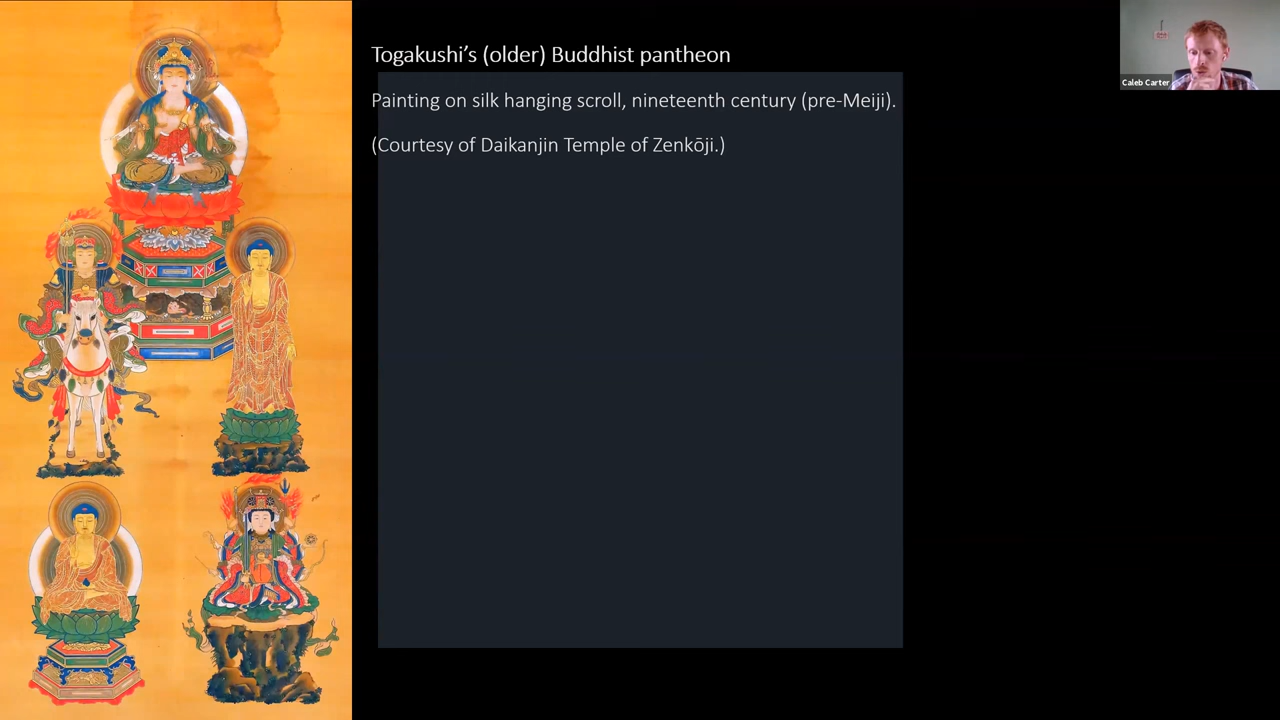 Togakushi’s (older) Buddhist pantheon
Painting on silk hanging scroll, nineteenth century (pre-Meiji).
(Courtesy of Daikanjin Temple of Zenkōji.)
Caleb Carter